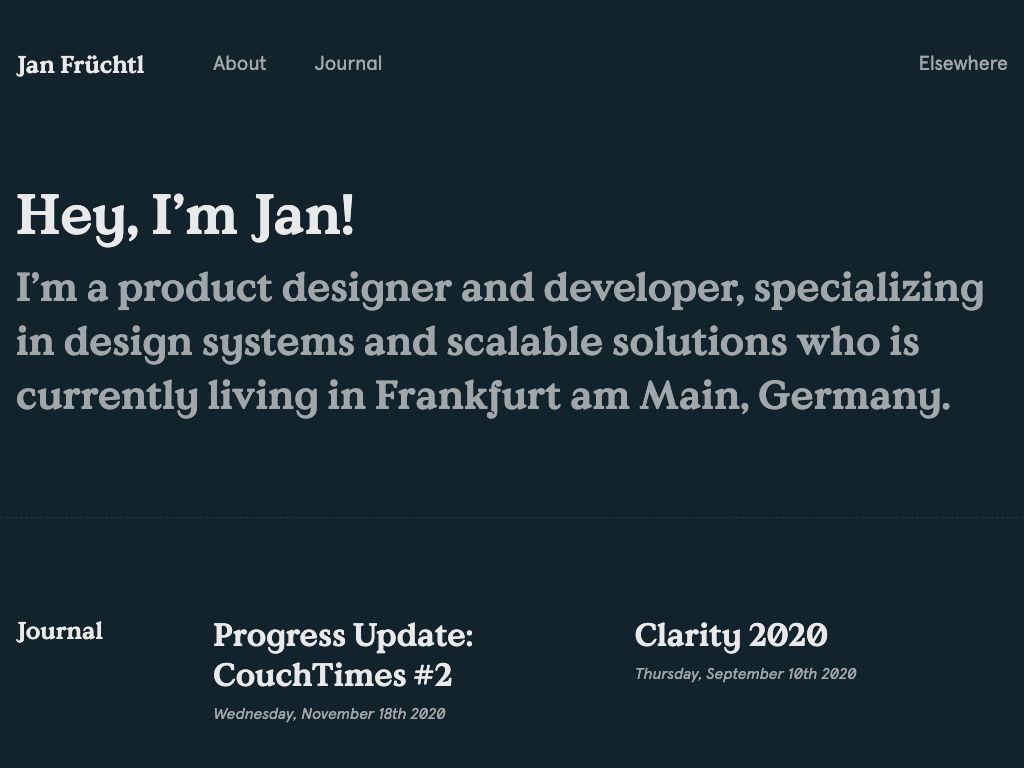 Jan Früchtl
About
Journal
Elsewhere
Hey, I’m Jan!
I’m a product designer and developer, specializing
in design systems and scalable solutions who is
currently living in Frankfurt am Main, Germany.
Journal
Progress Update:
CouchTimes #2
Wednesday, November 18th 2020
Clarity 2020
Thursday, September 10th 2020